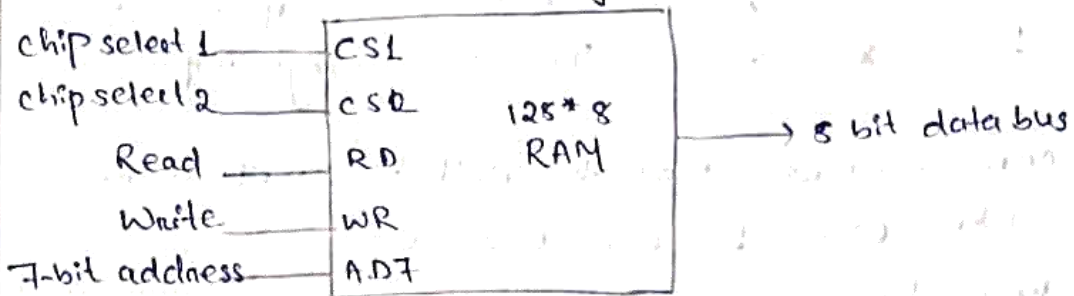 chip select 1 CS1
chip select 2 CS2
125 * 8
Read RD RAM
8 bit data bus
Write WR
7-bit address AD7